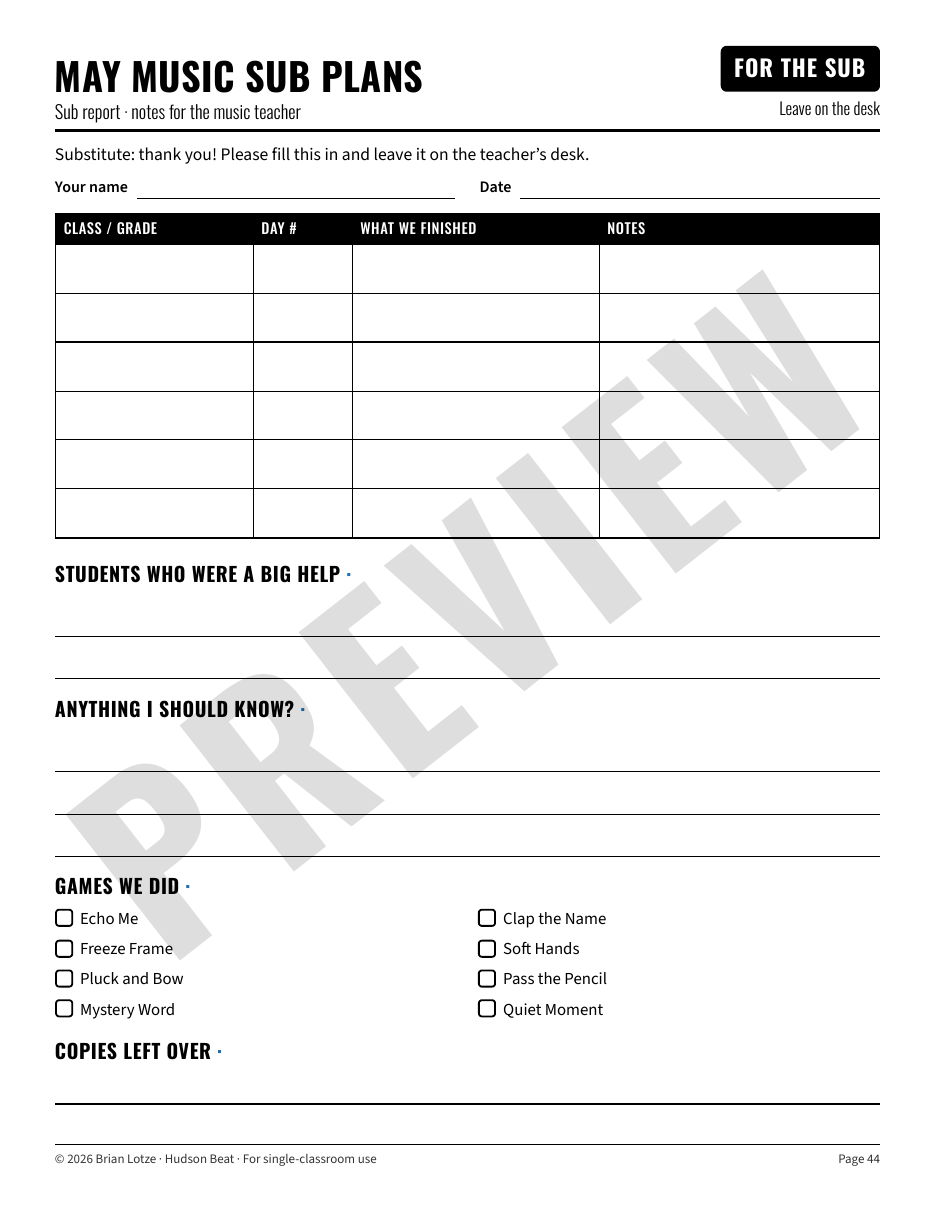 MAY MUSIC SUB PLANS
FOR THE SUB
Sub report · notes for the music teacher
Leave on the desk
Substitute: thank you! Please fill this in and leave it on the teacher’s desk.
Your name
Date
CLASS / GRADE DAY # WHAT WE FINISHED NOTES
PREVIEW
STUDENTS WHO WERE A BIG HELP ·
ANYTHING I SHOULD KNOW? ·
GAMES WE DID ·
Echo Me
Clap the Name
Freeze Frame
Soft Hands
Pluck and Bow
Pass the Pencil
Mystery Word
Quiet Moment
COPIES LEFT OVER ·
© 2026 Brian Lotze · Hudson Beat · For single-classroom use
Page 44